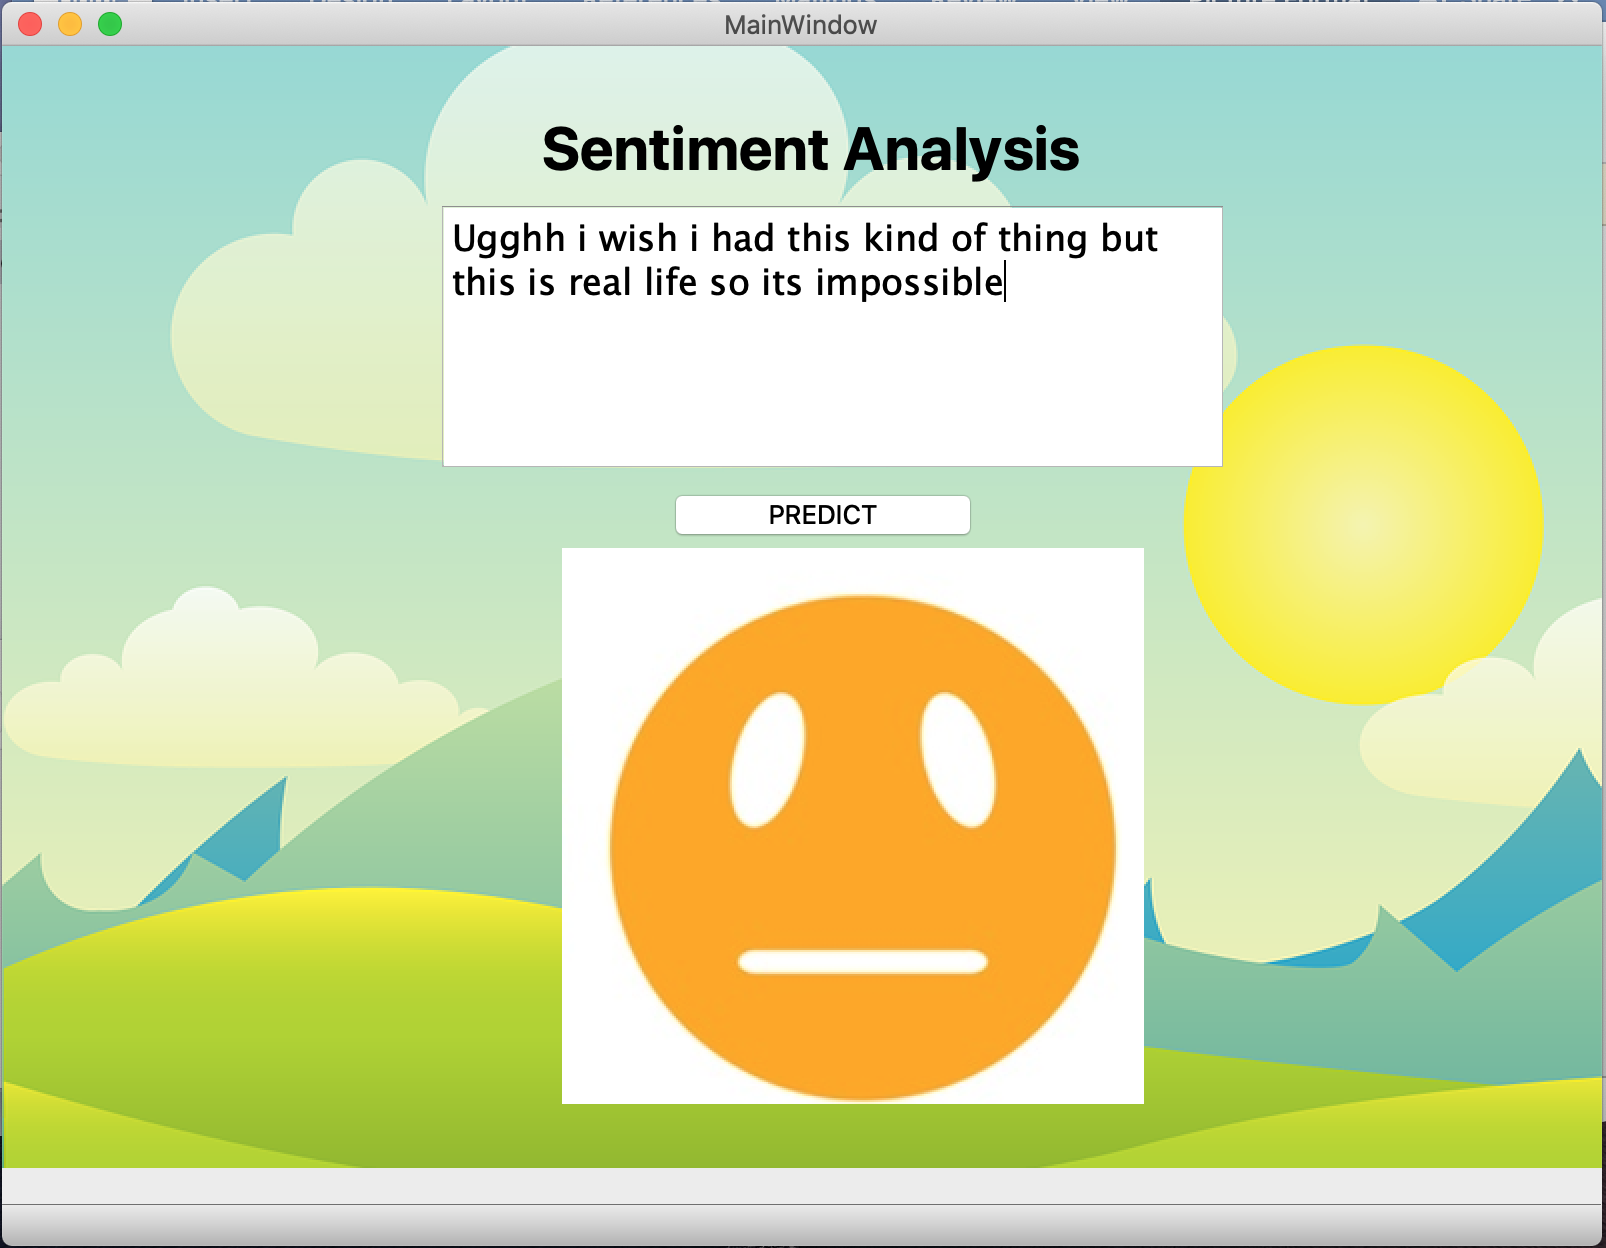 MainWindow
Sentiment Analysis
Ugghh i wish i had this kind of thing but
this is real life so its impossible
PREDICT